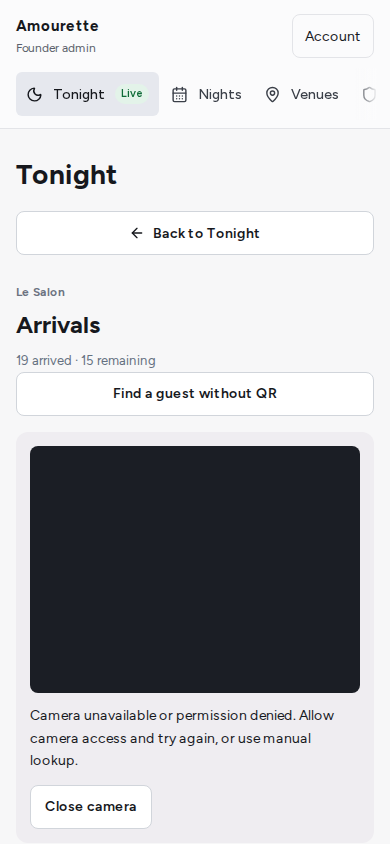 Amourette
Founder admin
Account
Tonight Live Nights Venues
Tonight
Back to Tonight
Le Salon
Arrivals
19 arrived · 15 remaining
Find a guest without QR
Camera unavailable or permission denied. Allow
camera access and try again, or use manual
lookup.
Close camera